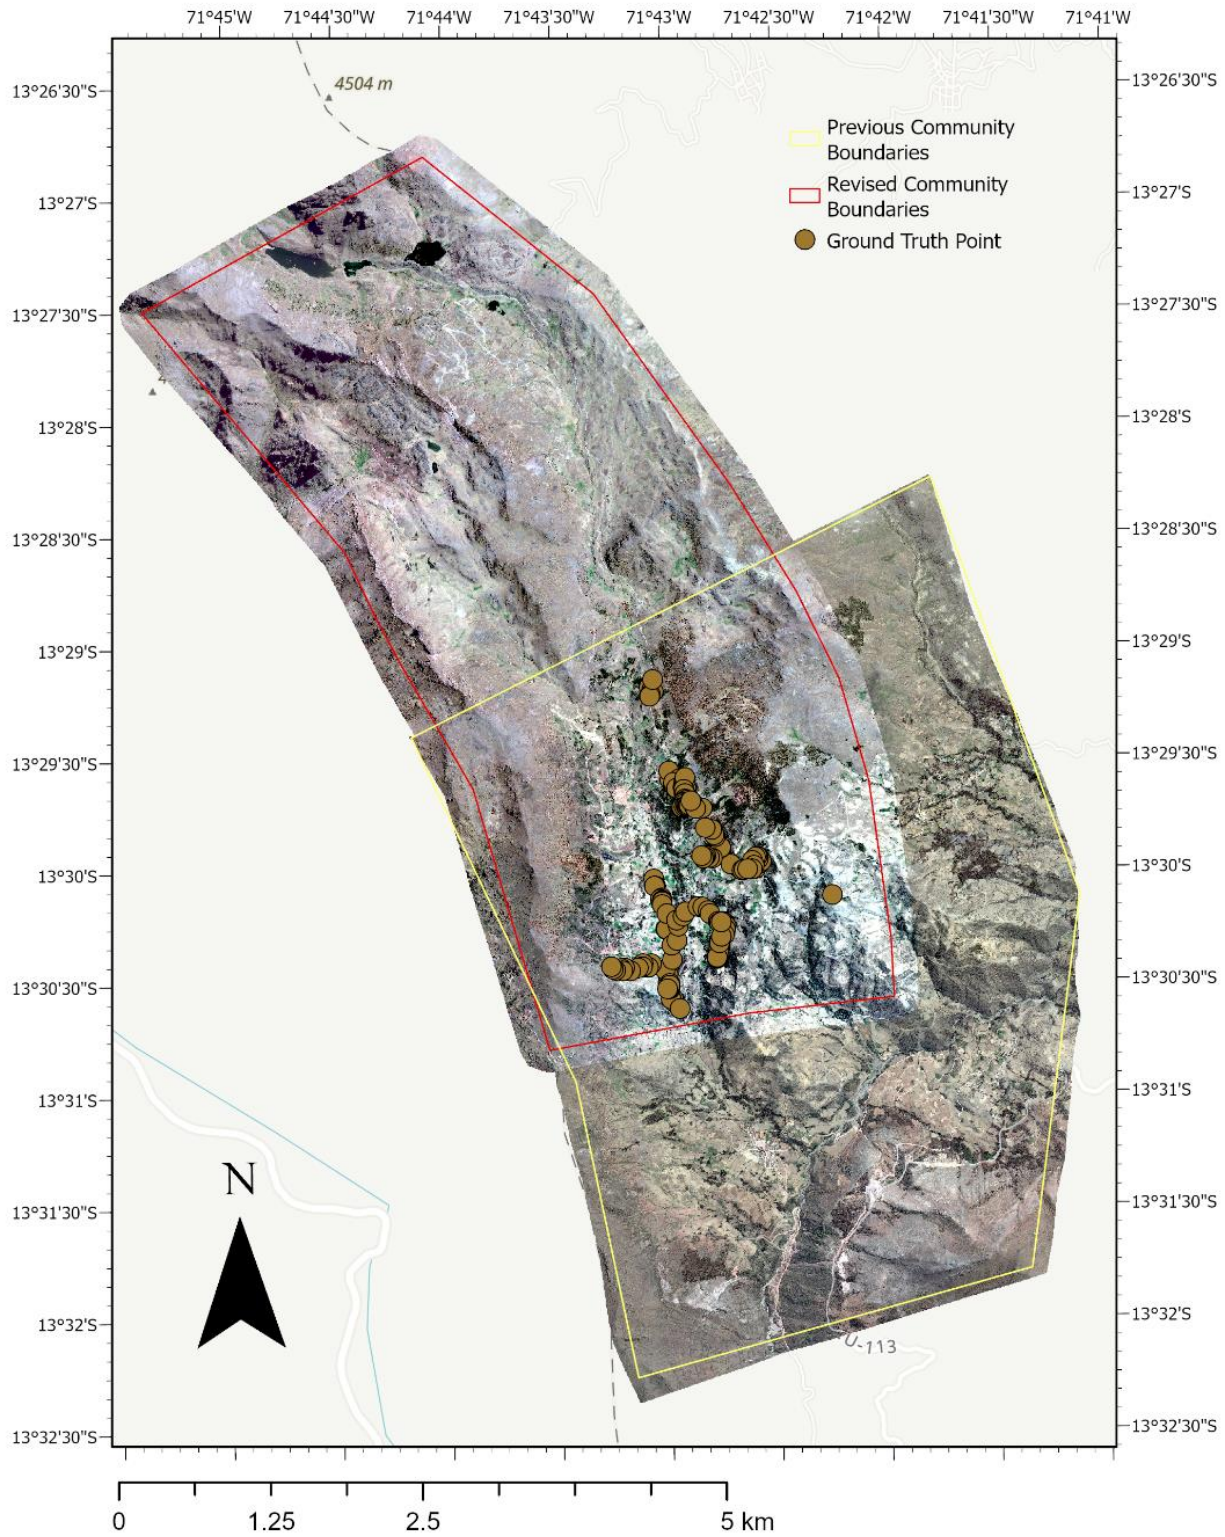 71°45'W 71°44'30"W 71°44'W 71°43'30"W 71°43'W 71°42'30"W 71°42'W 71°41'30"W 71°41'W
4504 m
13°26'30"S 13°26'30"S
Previous Community
Boundaries
Revised Community
Boundaries
Ground Truth Point
13°27'S 13°27'S
13°27'30"S 13°27'30"S
13°28'S 13°28'S
13°28'30"S 13°28'30"S
13°29'S 13°29'S
13°29'30"S 13°29'30"S
13°30'S 13°30'S
13°30'30"S 13°30'30"S
13°31'S 13°31'S
N
13°31'30"S 13°31'30"S
13°32'S 13°32'S
U-113
13°32'30"S 13°32'30"S
0 1.25 2.5 5 km